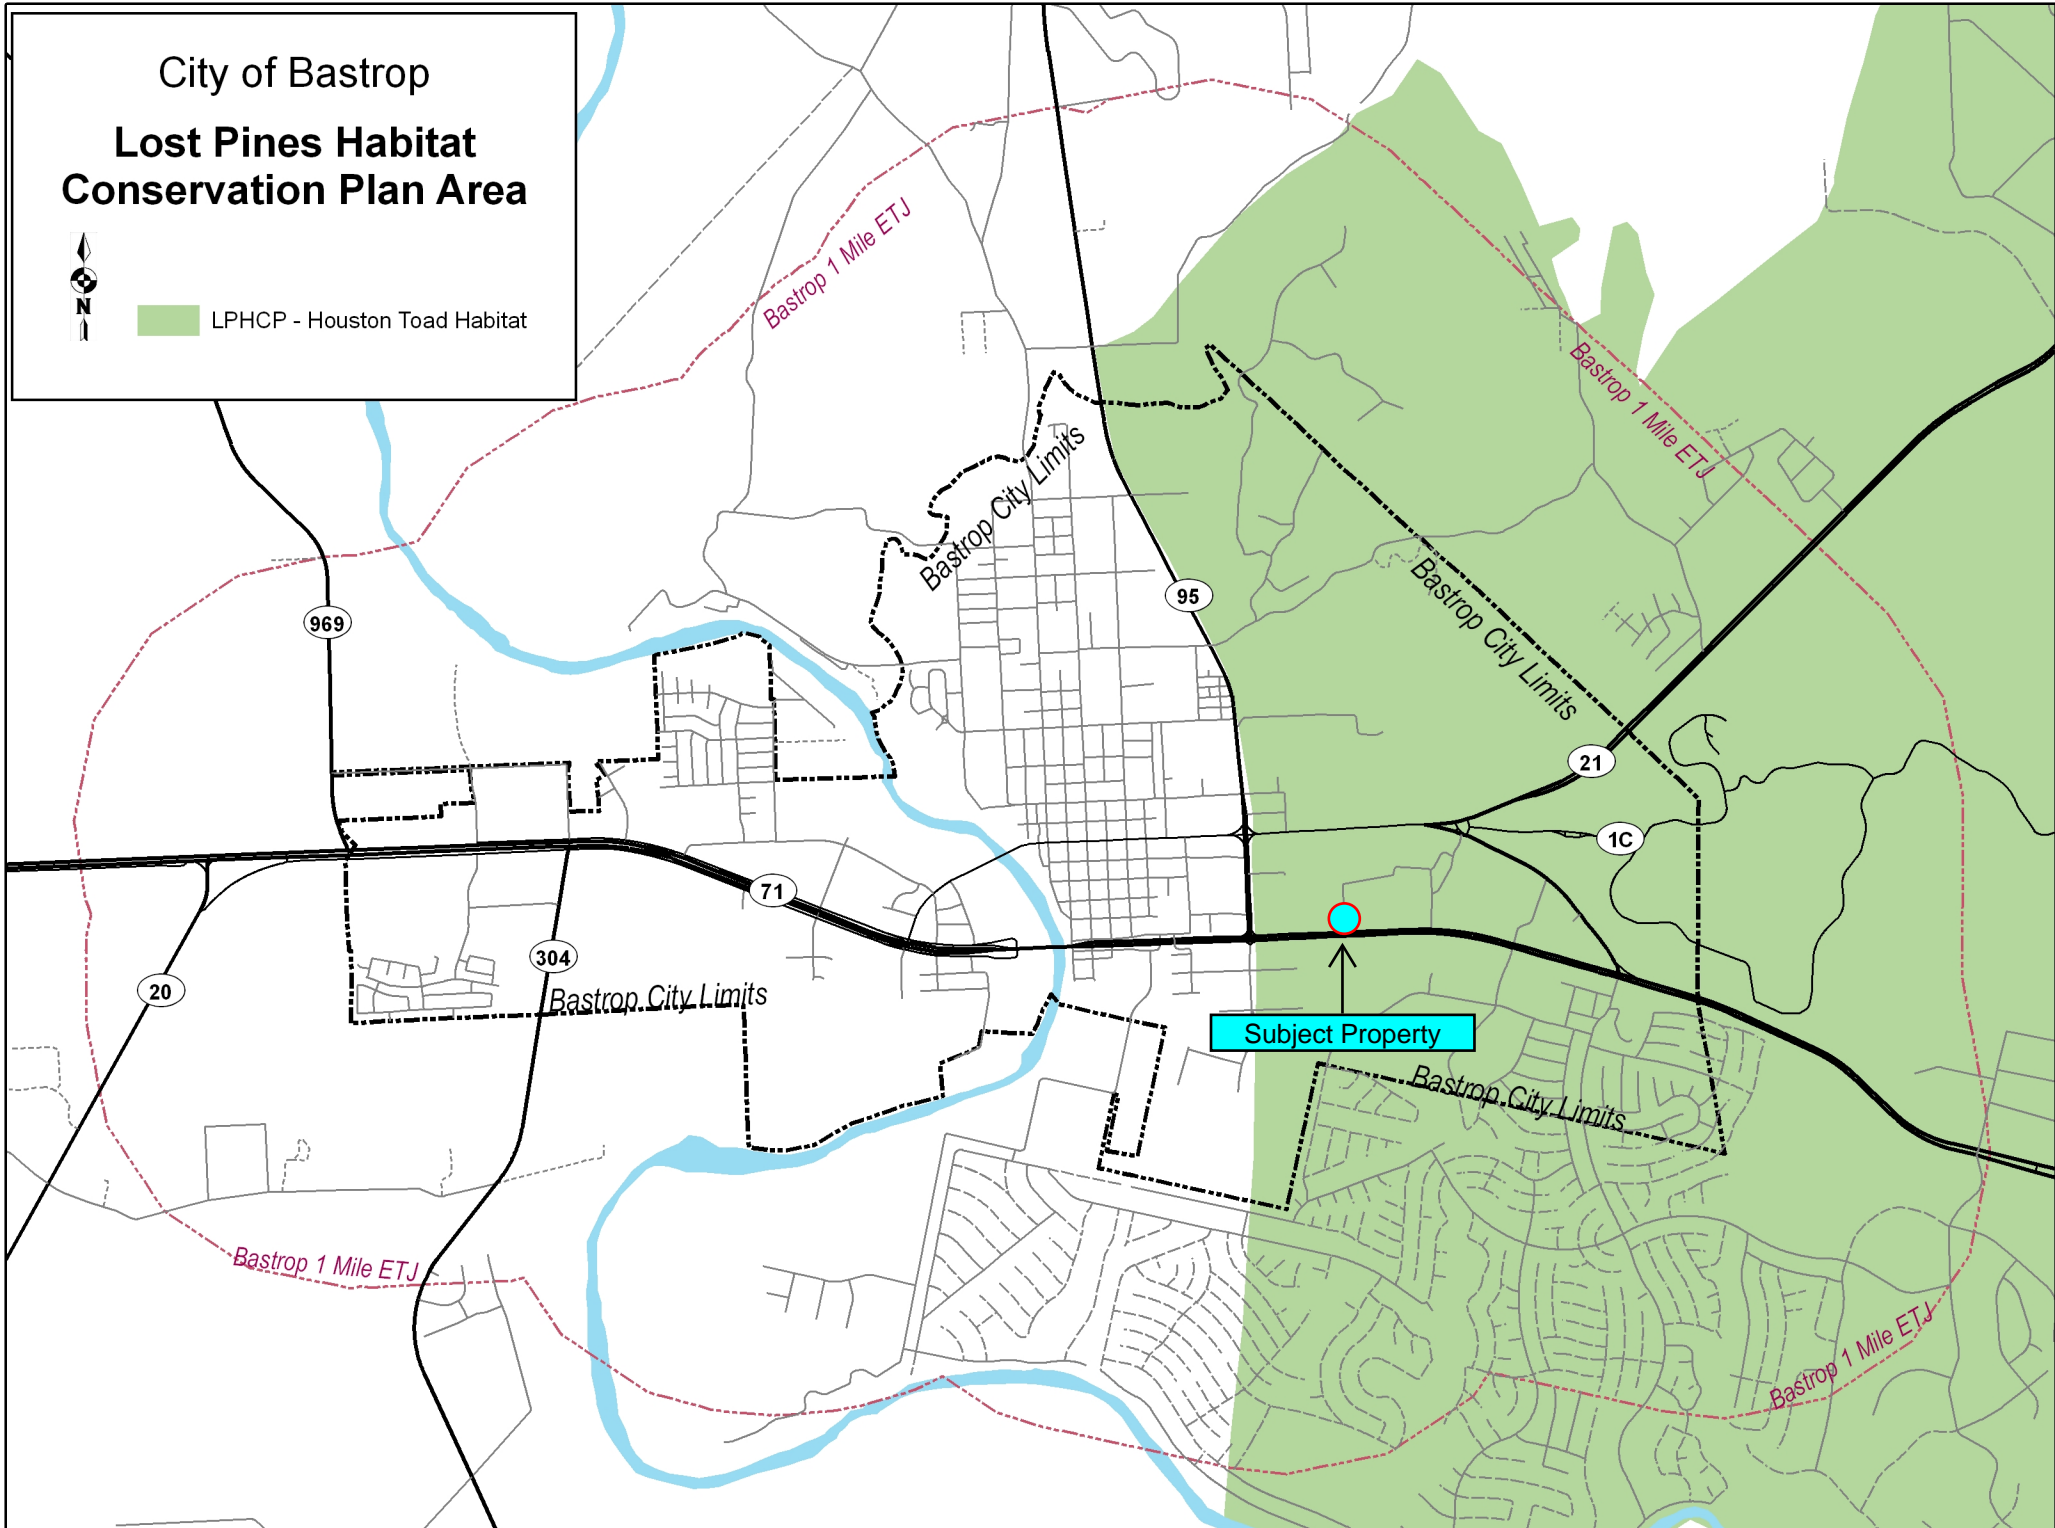 City of Bastrop
Lost Pines Habitat
Conservation Plan Area
N
LPHCP - Houston Toad Habitat
Bastrop 1 Mile ETJ
Bastrop 1 Mile ETJ
Bastrop City Limits
Bastrop City Limits
95
969
21
1C
71
304
20
Bastrop City Limits
Subject Property
Bastrop City Limits
Bastrop 1 Mile ETJ
Bastrop 1 Mile ETJ